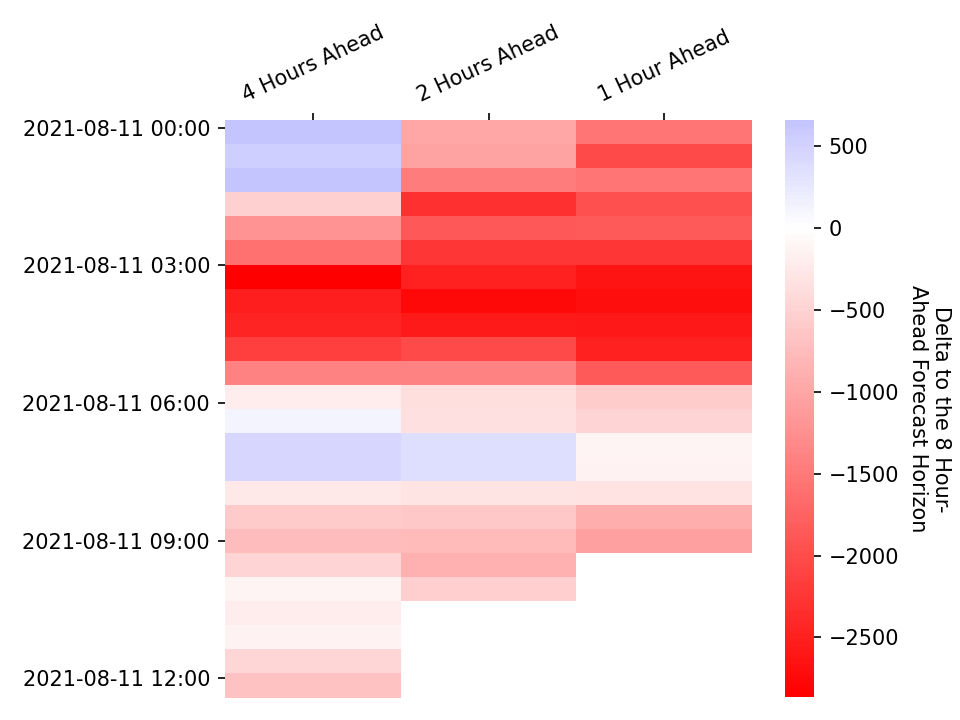 4 Hours Ahead
2 Hours Ahead
1 Hour Ahead
2021-08-11 00:00
2021-08-11 03:00
2021-08-11 06:00
2021-08-11 09:00
2021-08-11 12:00
500
0
−500
−1000
−1500
−2000
−2500
Delta to the 8 Hour-
Ahead Forecast Horizon